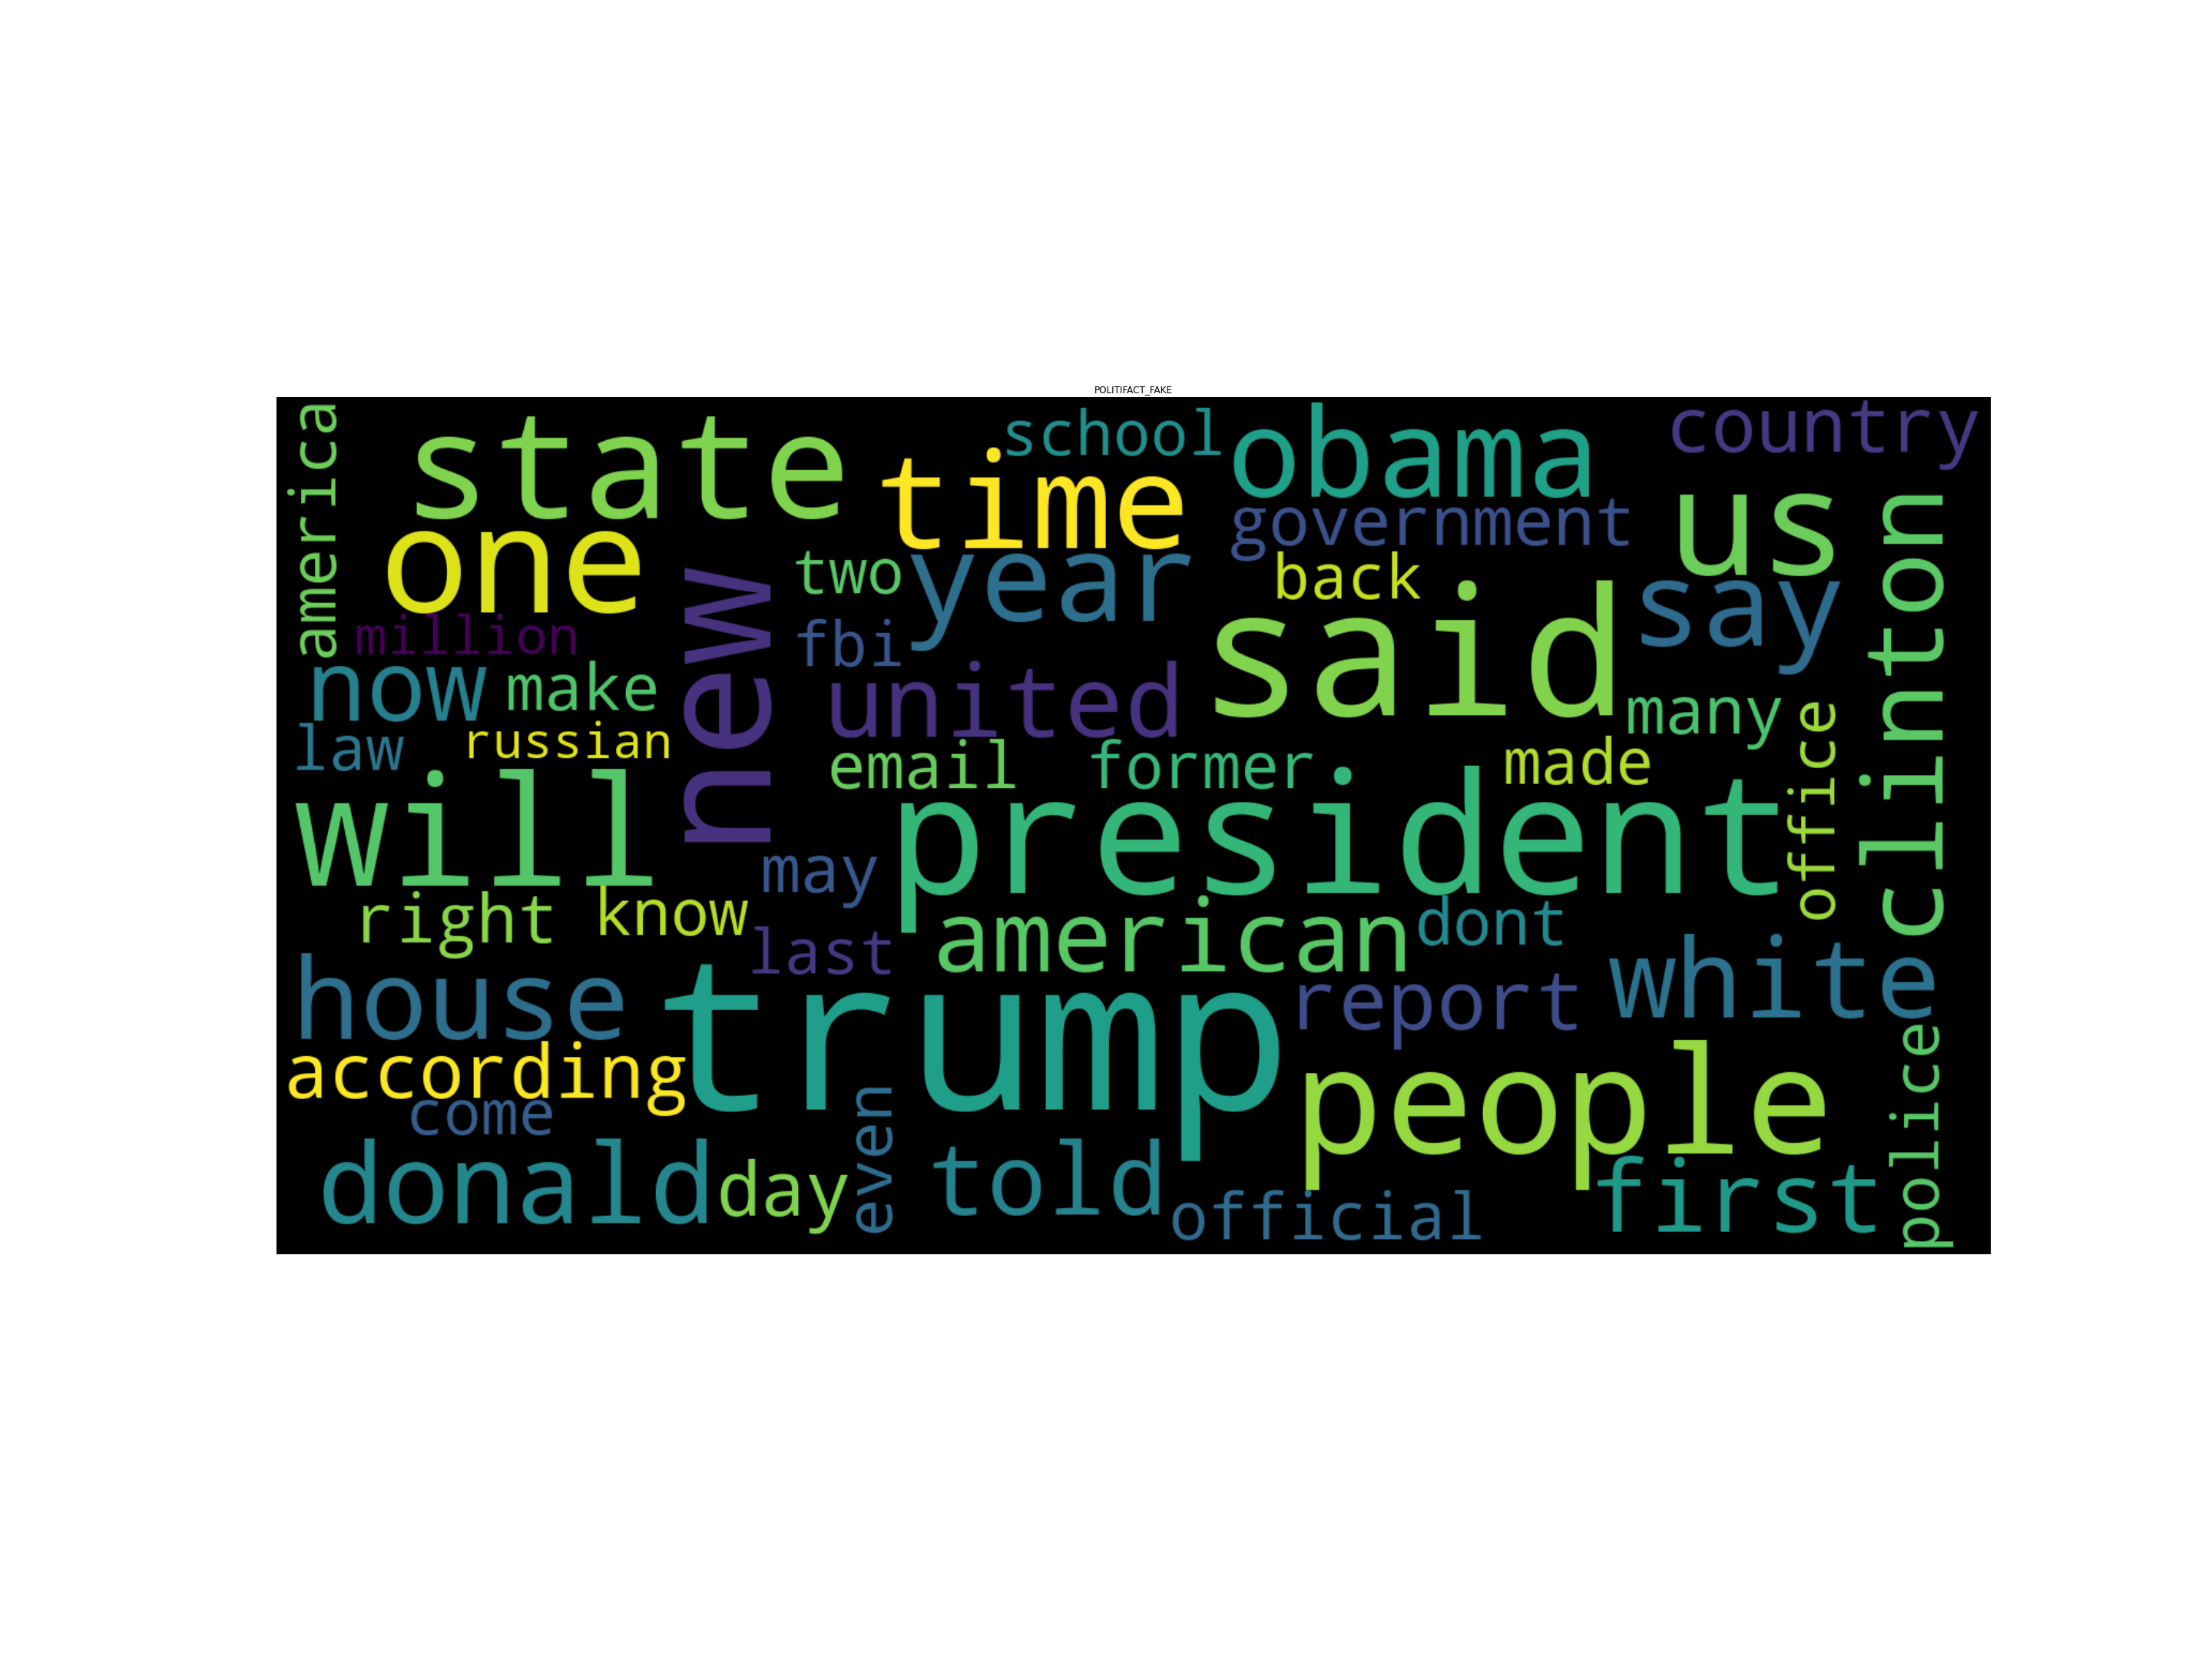 POLITIFACT_FAKE
america
state
school
obama
country
time
us
one
government
clinton
two
year
back
new
say
said
million
fbi
now
make
united
many
law
russian
email
former
made
office
will
president
may
right
know
american
dont
last
white
house
trump
report
according
people
police
come
even
donald
day
told
first
official